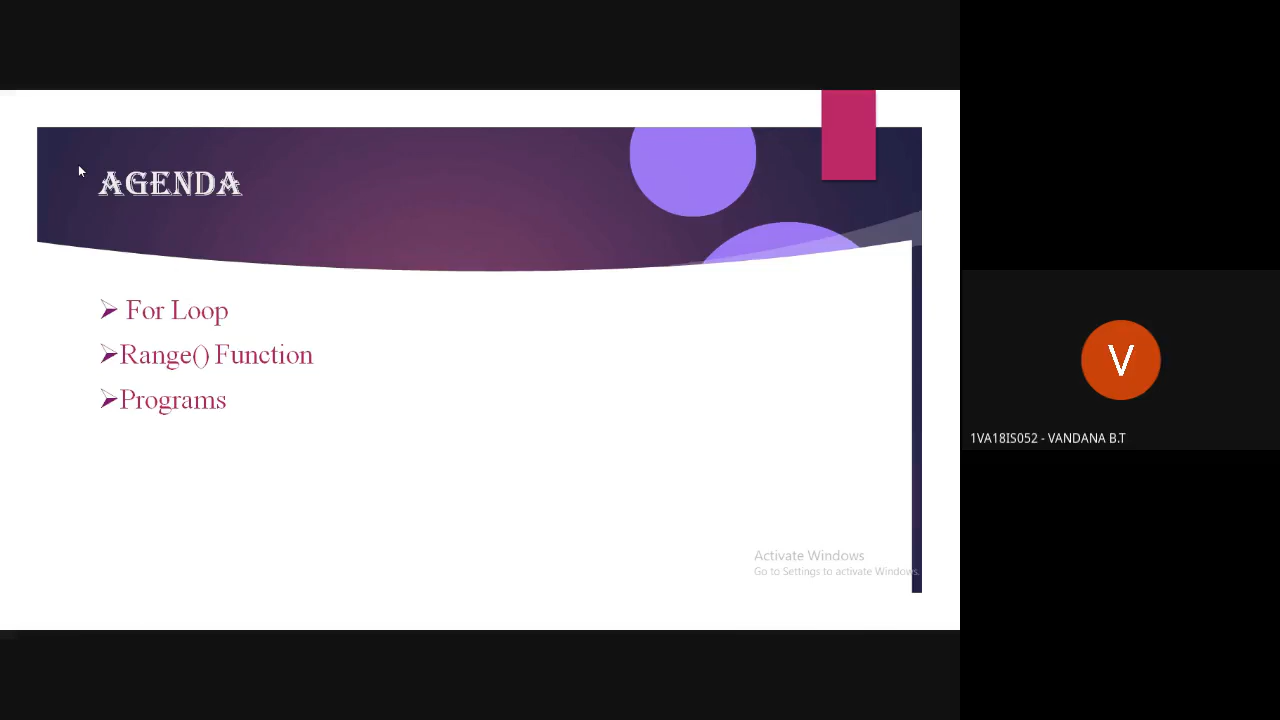 AGENDA
For Loop
Range() Function
Programs
Activate Windows
Go to Settings to activate Windows.
V
1VA18IS052 - VANDANA B.T